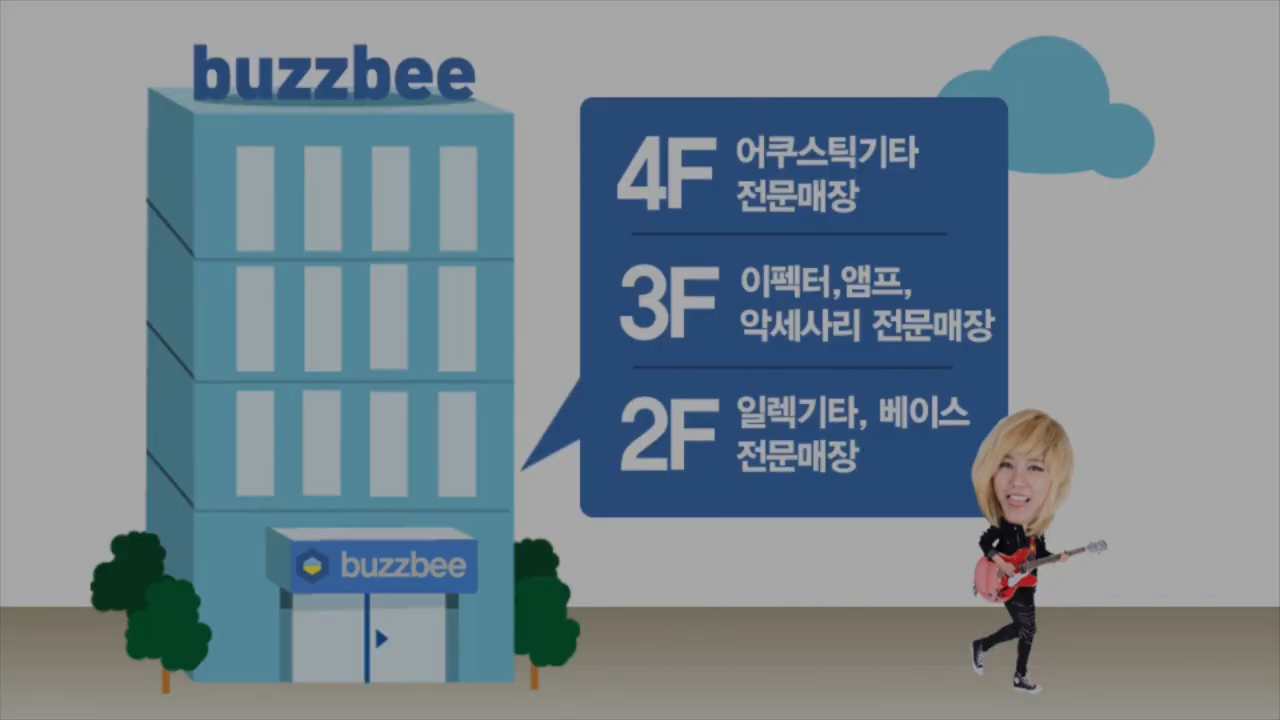 buzzbee
4F 어쿠스틱기타
전문매장
3F 이펙터,앰프,
악세사리 전문매장
2F 일렉기타, 베이스
전문매장
buzzbee